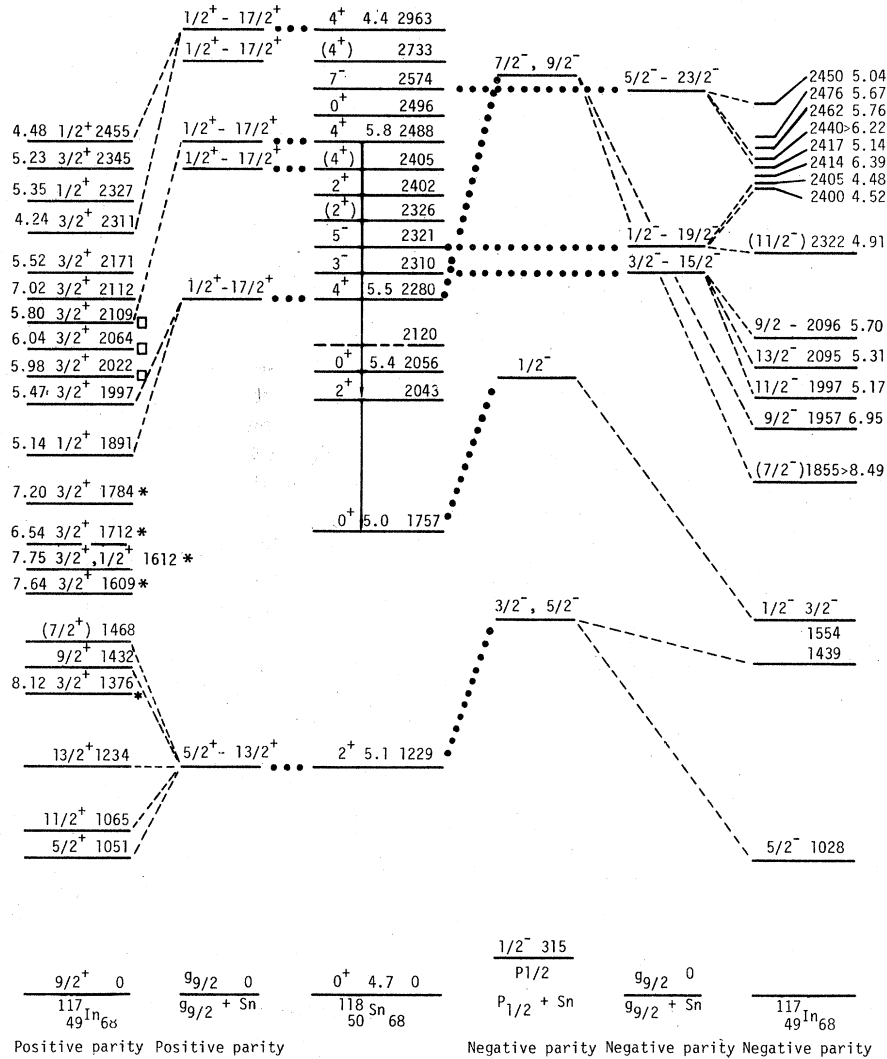 1/2+ - 17/2+
4+ 4.4 2963
1/2+ - 17/2+
(4+) 2733
7- 2574
0+ 2496
4.48 1/2+ 2455
1/2+ - 17/2+
4+ 5.8 2488
5.23 3/2+ 2345
1/2+ - 17/2+
(4+) 2405
5.35 1/2+ 2327
2+ 2402
4.24 3/2+ 2311
(2+) 2326
5- 2321
5.52 3/2+ 2171
3- 2310
7.02 3/2+ 2112
1/2+-17/2+
4+ 5.5 2280
5.80 3/2+ 2109
6.04 3/2+ 2064
2120
5.98 3/2+ 2022
0+ 5.4 2056
5.47 3/2+ 1997
2+ 2043
5.14 1/2+ 1891
7.20 3/2+ 1784 *
6.54 3/2+ 1712 *
0+ 5.0 1757
7.75 3/2+,1/2+ 1612 *
7.64 3/2+ 1609 *
(7/2+) 1468
9/2+ 1432
8.12 3/2+ 1376 *
13/2+ 1234
5/2+- 13/2+
2+ 5.1 1229
11/2+ 1065
5/2+ 1051
7/2-, 9/2-
5/2- - 23/2-
2450 5.04
2476 5.67
2462 5.76
2440>6.22
2417 5.14
2414 6.39
2405 4.48
2400 4.52
1/2- - 19/2-
(11/2-) 2322 4.91
3/2- - 15/2-
9/2 - 2096 5.70
13/2- 2095 5.31
1/2-
11/2- 1997 5.17
9/2- 1957 6.95
(7/2-)1855>8.49
3/2-, 5/2-
1/2- 3/2-
1554
1439
5/2- 1028
1/2- 315
P1/2
9/2+ 0
g9/2 0
0+ 4.7 0
g9/2 0
117 49In68
g9/2 + Sn
118 Sn 50 68
P1/2 + Sn
g9/2 + Sn
117 49In68
Positive parity
Positive parity
Negative parity
Negative parity
Negative parity